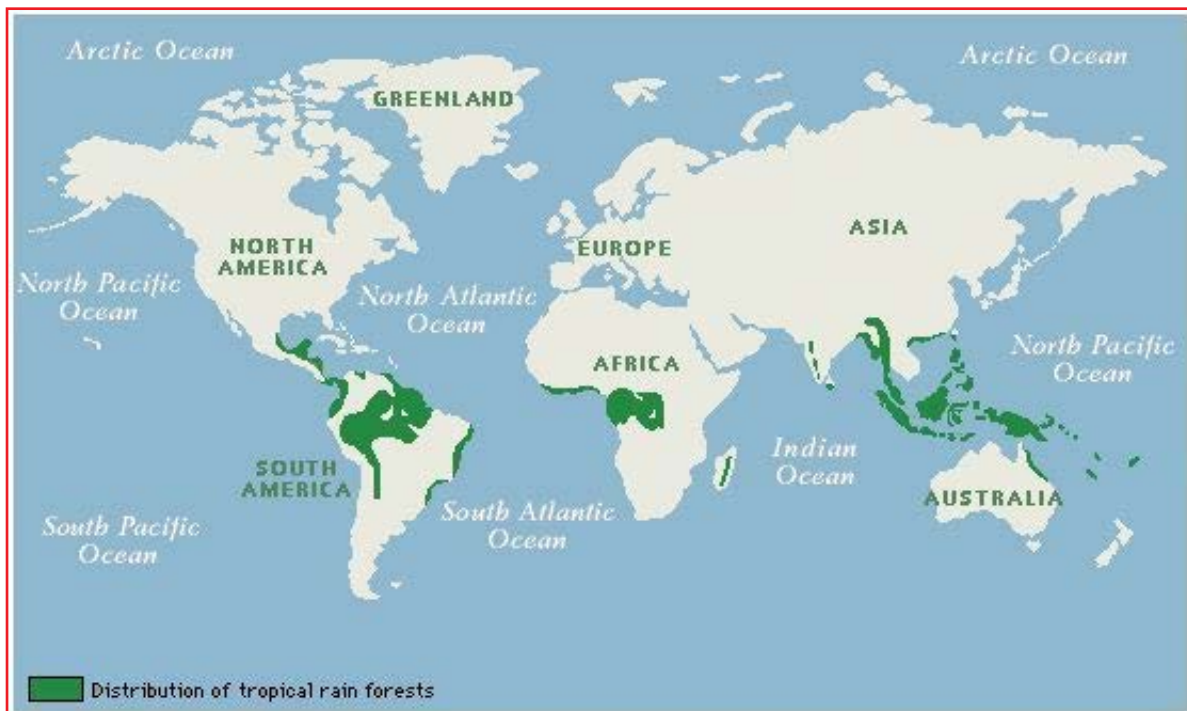 Arctic Ocean
Arctic Ocean
GREENLAND
NORTH
AMERICA
EUROPE
ASIA
North Pacific
Ocean
North Atlantic
Ocean
AFRICA
North Pacific
Ocean
Indian
Ocean
SOUTH
AMERICA
AUSTRALIA
South Pacific
Ocean
South Atlantic
Ocean
Distribution of tropical rain forests